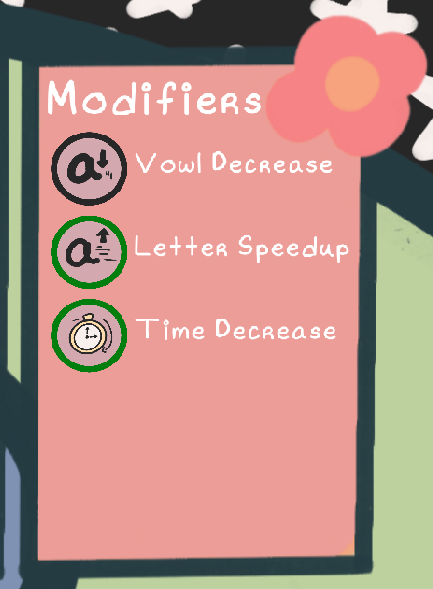 Modifiers
a
Vowl Decrease
a
Letter Speedup
Time Decrease